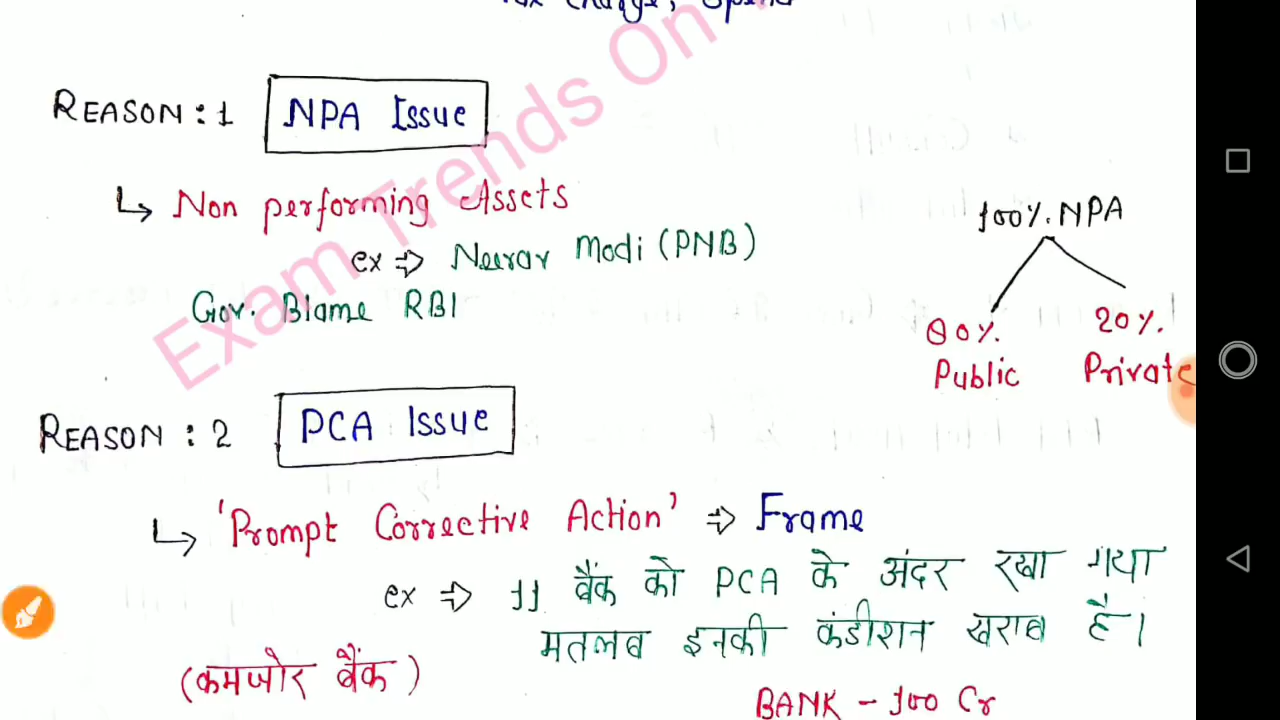 REASON : 1 NPA Issue
↳ Non performing Assets
ex ⇒ Neerav Modi (PNB)
Gov. Blame RBI
100%. NPA
80%. 20%.
Public Private
REASON : 2 PCA Issue
↳ 'Prompt Corrective Action' ⇒ Frame
ex ⇒ 11 बैंक को PCA के अंदर रखा गया
मतलब इनकी कंडीशन खराब है।
(कमजोर बैंक)
BANK - 100 Cr
Exam Trends On